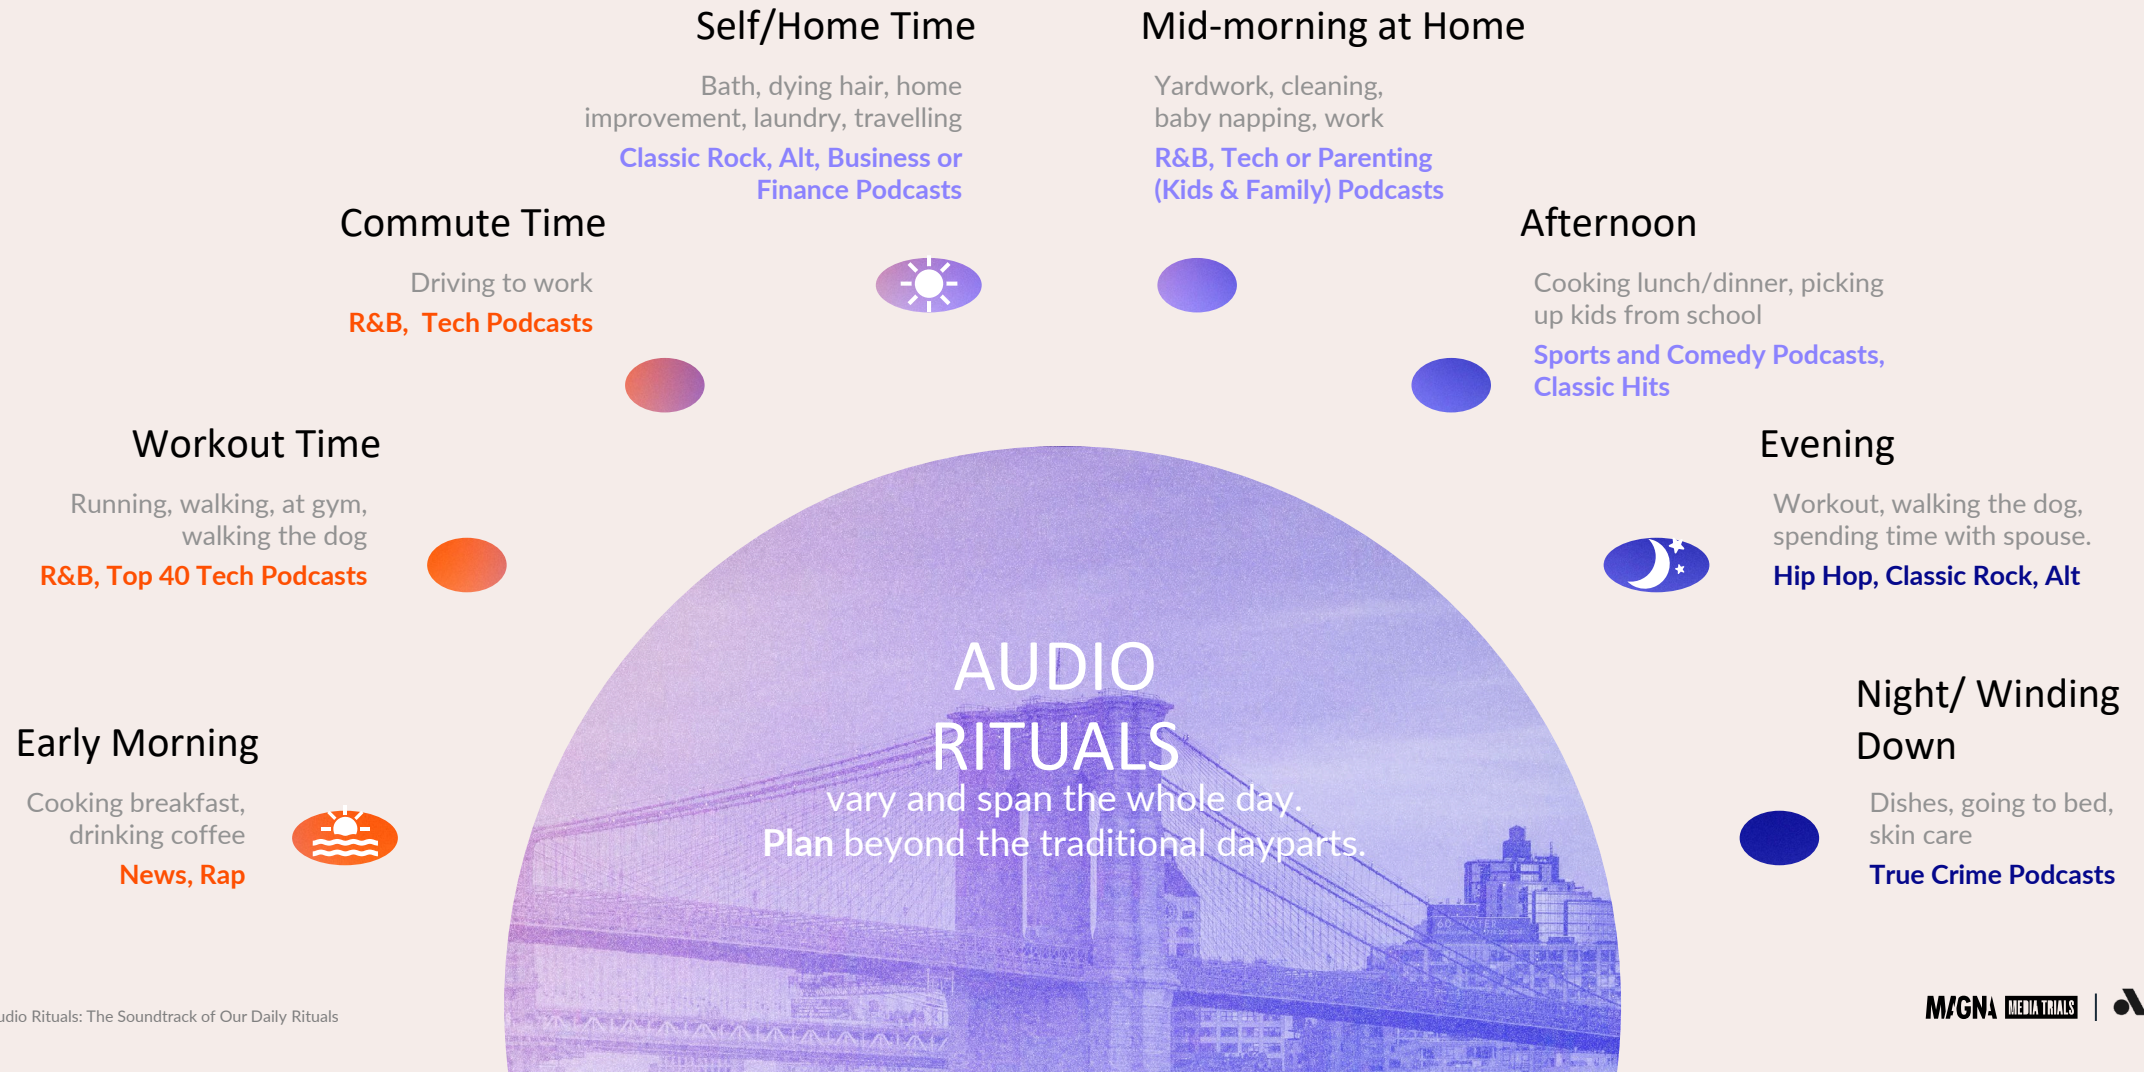 Self/Home Time
Bath, dying hair, home
improvement, laundry, travelling
Classic Rock, Alt, Business or
Finance Podcasts
Mid-morning at Home
Yardwork, cleaning,
baby napping, work
R&B, Tech or Parenting
(Kids & Family) Podcasts
Commute Time
Driving to work
R&B, Tech Podcasts
Afternoon
Cooking lunch/dinner, picking
up kids from school
Sports and Comedy Podcasts,
Classic Hits
Workout Time
Running, walking, at gym,
walking the dog
R&B, Top 40 Tech Podcasts
Evening
Workout, walking the dog,
spending time with spouse.
Hip Hop, Classic Rock, Alt
Early Morning
Cooking breakfast,
drinking coffee
News, Rap
AUDIO
RITUALS
vary and span the whole day.
Plan beyond the traditional dayparts.
Night/ Winding
Down
Dishes, going to bed,
skin care
True Crime Podcasts
60 WATER
udio Rituals: The Soundtrack of Our Daily Rituals
MAGNA MEDIA TRIALS